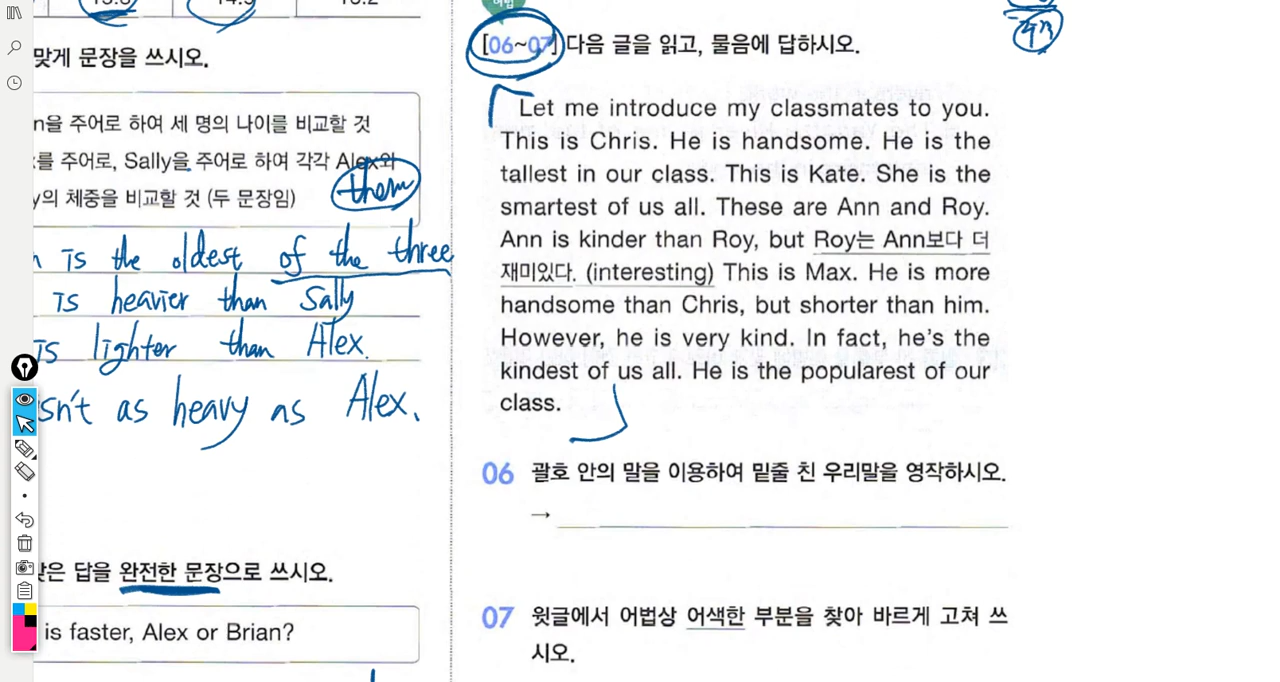 15.8 14.9 15.2
맞게 문장을 쓰시오.
n을 주어로 하여 세 명의 나이를 비교할 것
를 주어로, Sally을 주어로 하여 각각 Alex와
y의 체중을 비교할 것 (두 문장임)
them
is the oldest of the three
is heavier than Sally
is lighter than Alex.
isn't as heavy as Alex.
은 답을 완전한 문장으로 쓰시오.
is faster, Alex or Brian?
[06~07] 다음 글을 읽고, 물음에 답하시오.
Let me introduce my classmates to you.
This is Chris. He is handsome. He is the
tallest in our class. This is Kate. She is the
smartest of us all. These are Ann and Roy.
Ann is kinder than Roy, but Roy는 Ann보다 더
재미있다. (interesting) This is Max. He is more
handsome than Chris, but shorter than him.
However, he is very kind. In fact, he's the
kindest of us all. He is the popularest of our
class.
06 괄호 안의 말을 이용하여 밑줄 친 우리말을 영작하시오.
→
07 윗글에서 어법상 어색한 부분을 찾아 바르게 고쳐 쓰
시오.